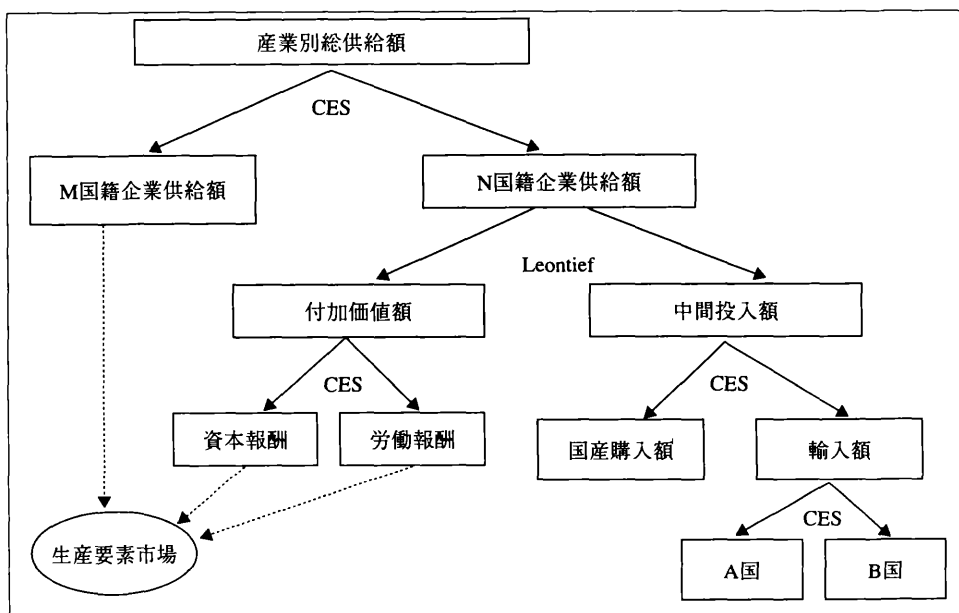 産業別総供給額
CES
M国籍企業供給額
N国籍企業供給額
Leontief
付加価値額
中間投入額
CES
CES
資本報酬
労働報酬
国産購入額
輸入額
CES
生産要素市場
A国
B国